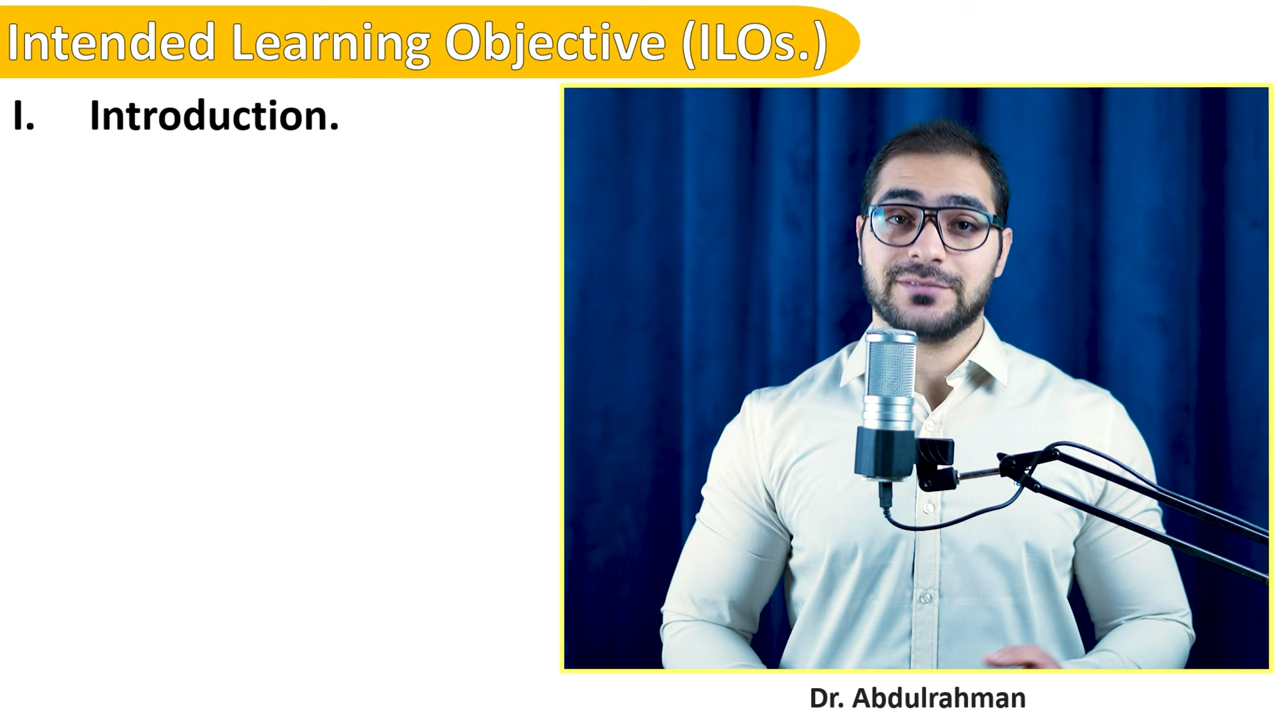 Intended Learning Objective (ILOs.)
I. Introduction.
Dr. Abdulrahman